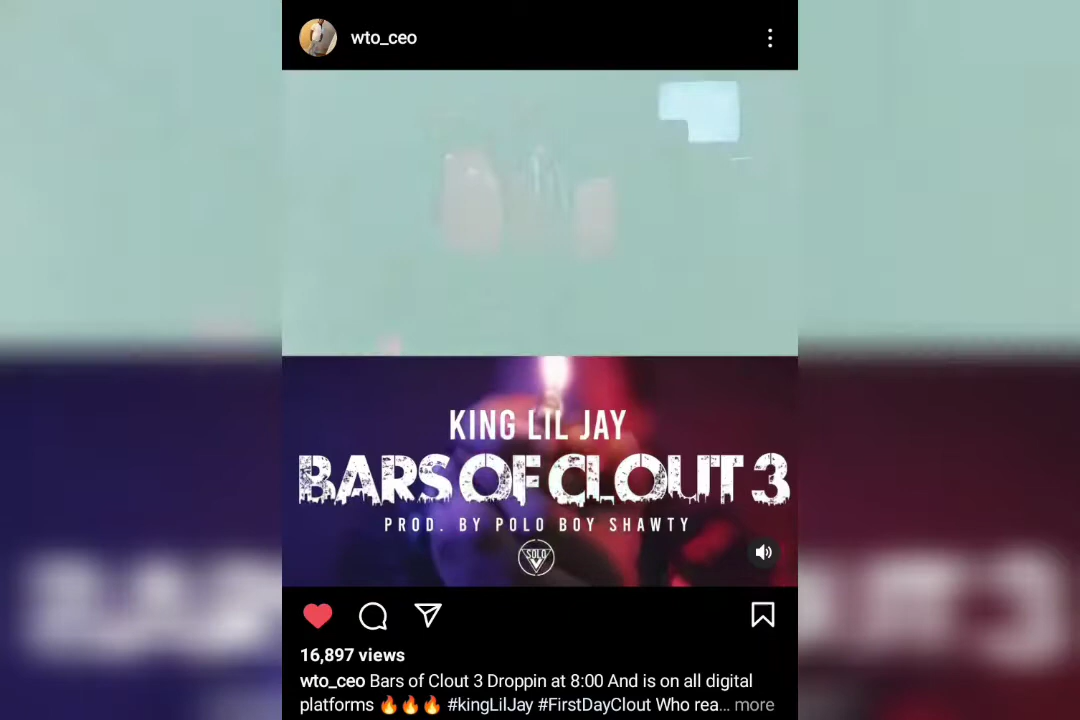 wto_ceo
KING LIL JAY
BARS OF CLOUT 3
PROD. BY POLO BOY SHAWTY
SOLO
16,897 views
wto_ceo Bars of Clout 3 Droppin at 8:00 And is on all digital
platforms 🔥🔥🔥 #kingLilJay #FirstDayClout Who rea... more